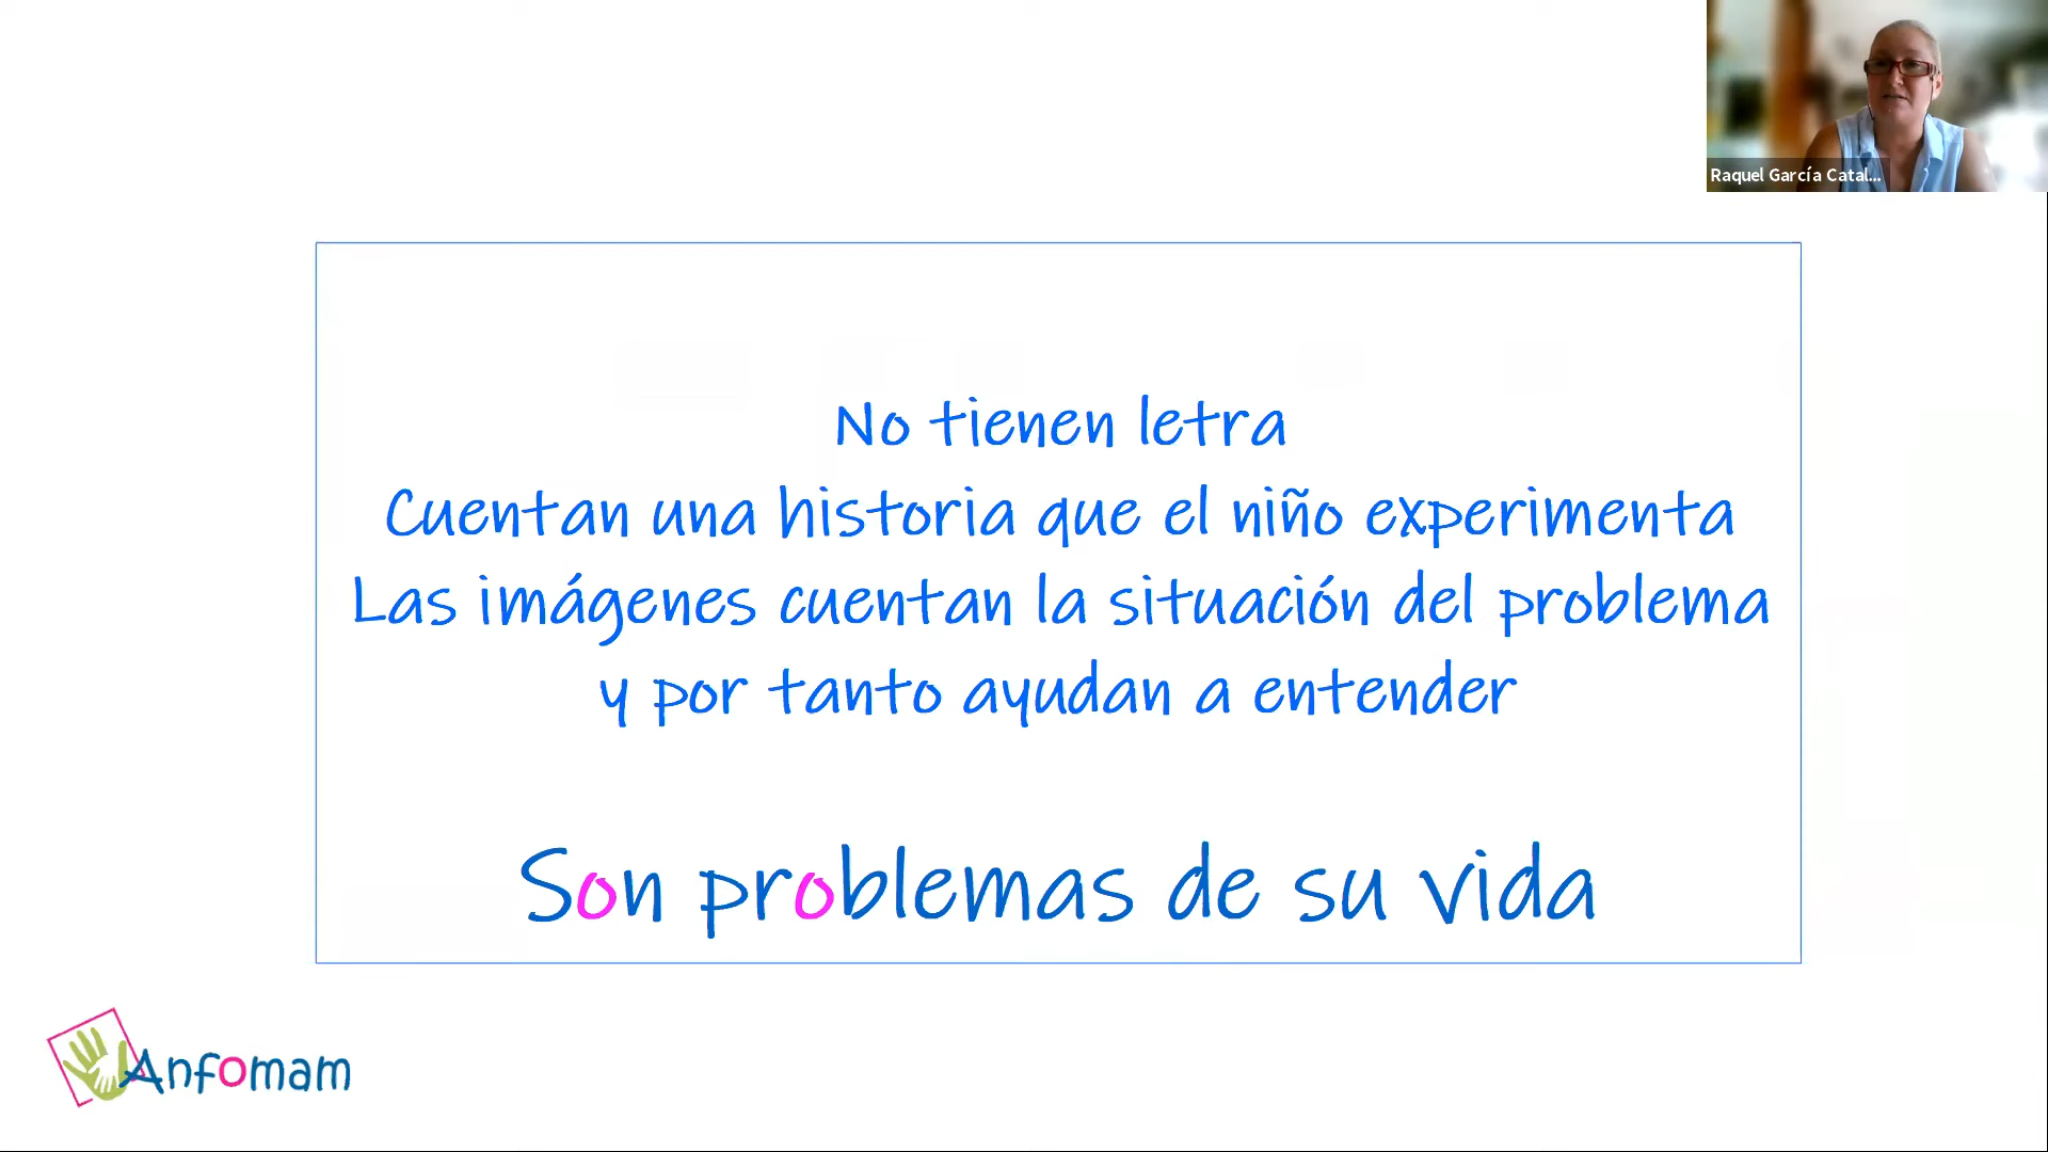 Raquel García Catal...
No tienen letra
Cuentan una historia que el niño experimenta
Las imágenes cuentan la situación del problema
y por tanto ayudan a entender
Son problemas de su vida
Anfomam